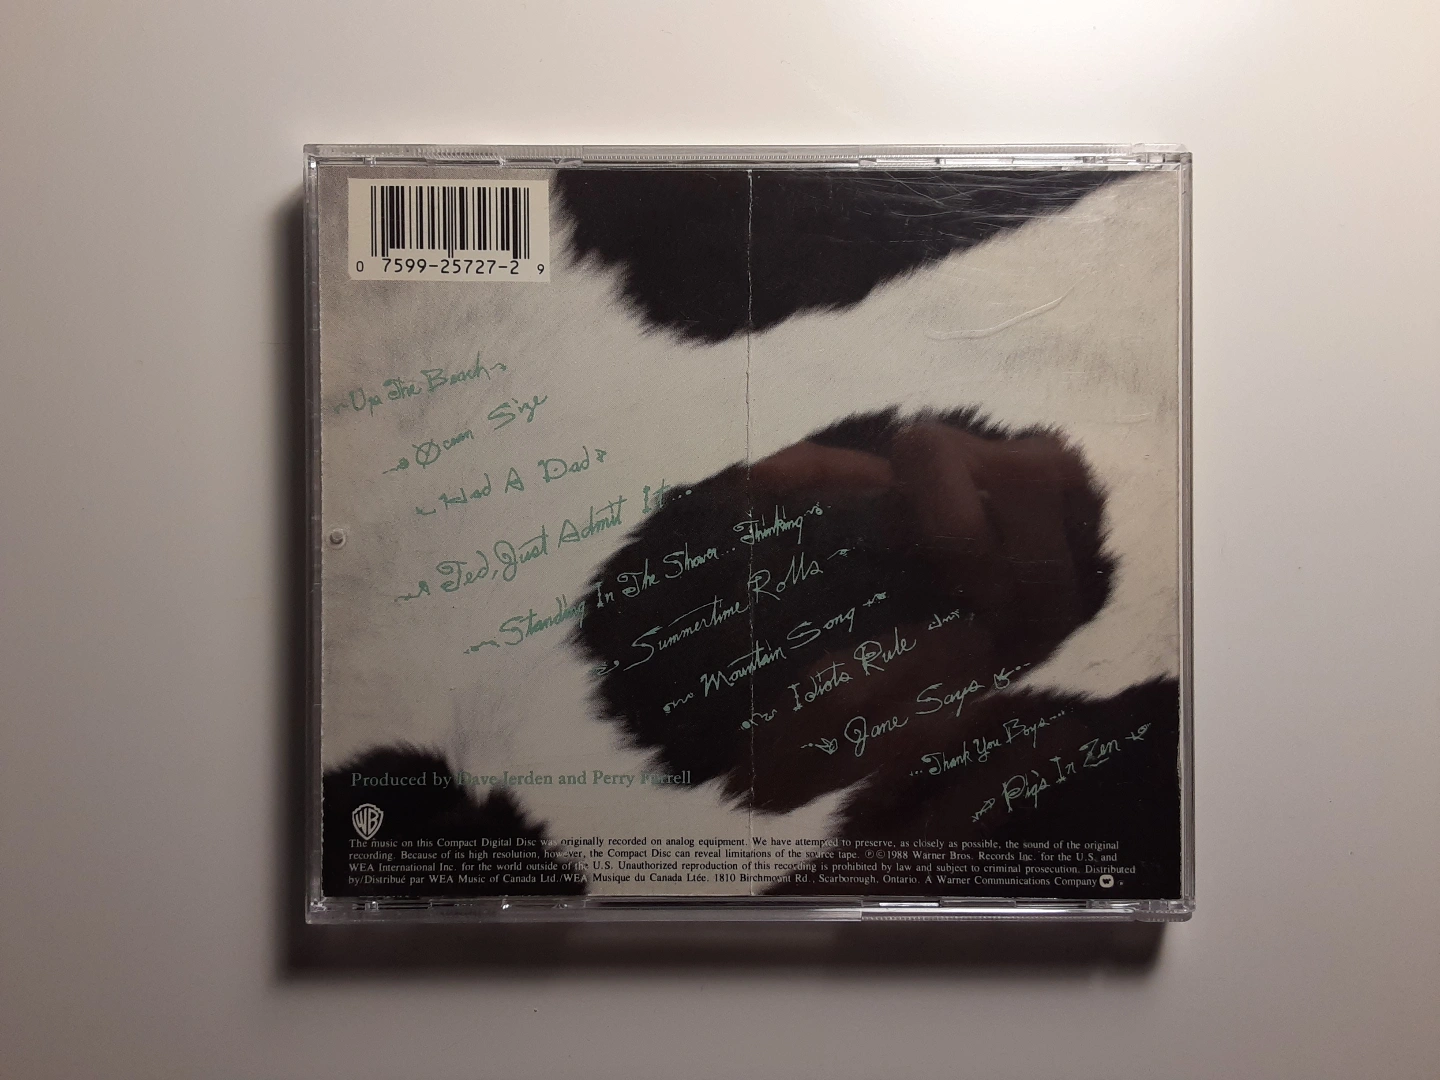 0 7599-25727-2 9
Up The Beach
Ocean Size
Had A Dad
Ted, Just Admit It...
Standing In The Shower... Thinking
Summertime Rolls
Mountain Song
Idiots Rule
Jane Says
...Thank You Boys...
Pigs In Zen
Produced by Dave Jerden and Perry Farrell
WB
The music on this Compact Digital Disc was originally recorded on analog equipment. We have attempted to preserve, as closely as possible, the sound of the original
recording. Because of its high resolution, however, the Compact Disc can reveal limitations of the source tape. ℗©1988 Warner Bros. Records Inc. for the U.S. and
WEA International Inc. for the world outside of the U.S. Unauthorized reproduction of this recording is prohibited by law and subject to criminal prosecution. Distributed
by/Distribué par WEA Music of Canada Ltd./WEA Musique du Canada Ltée. 1810 Birchmount Rd., Scarborough, Ontario. A Warner Communications Company